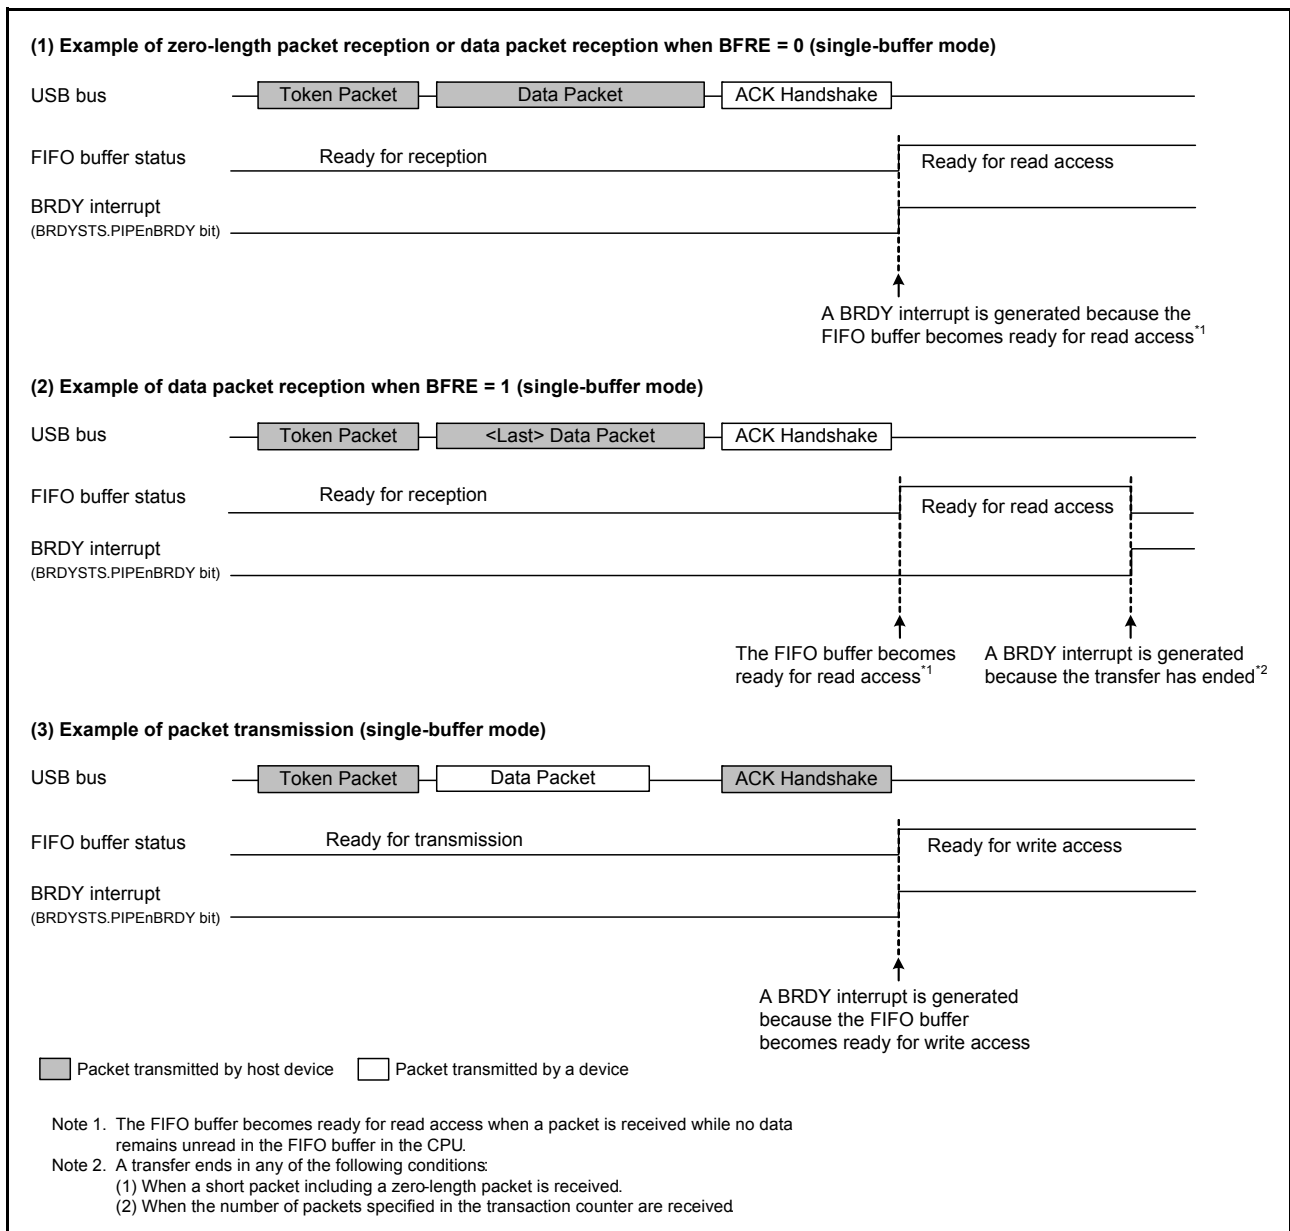 (1) Example of zero-length packet reception or data packet reception when BFRE = 0 (single-buffer mode)
USB bus
Token Packet
Data Packet
ACK Handshake
FIFO buffer status
Ready for reception
Ready for read access
BRDY interrupt
(BRDYSTS.PIPEnBRDY bit)
A BRDY interrupt is generated because the
FIFO buffer becomes ready for read access*1
(2) Example of data packet reception when BFRE = 1 (single-buffer mode)
USB bus
Token Packet
<Last> Data Packet
ACK Handshake
FIFO buffer status
Ready for reception
Ready for read access
BRDY interrupt
(BRDYSTS.PIPEnBRDY bit)
The FIFO buffer becomes
ready for read access*1
A BRDY interrupt is generated
because the transfer has ended*2
(3) Example of packet transmission (single-buffer mode)
USB bus
Token Packet
Data Packet
ACK Handshake
FIFO buffer status
Ready for transmission
Ready for write access
BRDY interrupt
(BRDYSTS.PIPEnBRDY bit)
A BRDY interrupt is generated
because the FIFO buffer
becomes ready for write access
Packet transmitted by host device
Packet transmitted by a device
Note 1. The FIFO buffer becomes ready for read access when a packet is received while no data
remains unread in the FIFO buffer in the CPU.
Note 2. A transfer ends in any of the following conditions:
(1) When a short packet including a zero-length packet is received.
(2) When the number of packets specified in the transaction counter are received.